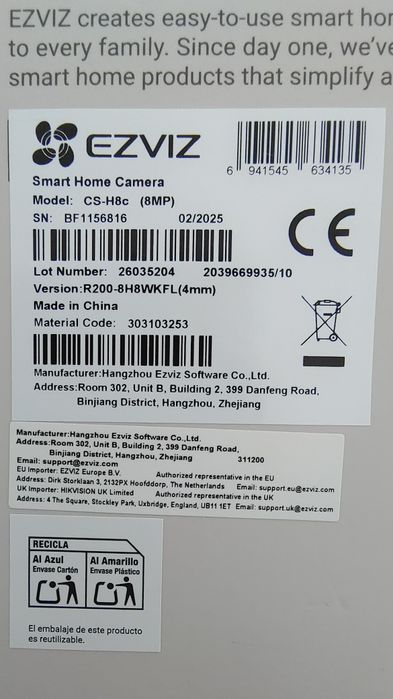 EZVIZ creates easy-to-use smart hor
to every family. Since day one, we've
smart home products that simplify a
EZVIZ
6 941545 634135
Smart Home Camera
Model: CS-H8c (8MP)
SN: BF1156816 02/2025
CE
Lot Number: 26035204 2039669935/10
Version:R200-8H8WKFL(4mm)
Made in China
Material Code: 303103253
Manufacturer:Hangzhou Ezviz Software Co.,Ltd.
Address:Room 302, Unit B, Building 2, 399 Danfeng Road,
Binjiang District, Hangzhou, Zhejiang
Manufacturer:Hangzhou Ezviz Software Co.,Ltd.
Address:Room 302, Unit B, Building 2, 399 Danfeng Road,
Binjiang District, Hangzhou, Zhejiang 311200
Email: support@ezviz.com
EU Importer: EZVIZ Europe B.V. Authorized representative in the EU
Address: Dirk Storklaan 3, 2132PX Hoofddorp, The Netherlands Email: support.eu@ezviz.com
UK Importer: HIKVISION UK Limited Authorized representative in the UK
Address: 4 The Square, Stockley Park, Uxbridge, England, UB11 1ET Email: support.uk@ezviz.com
RECICLA
Al Azul Al Amarillo
Envase Cartón Envase Plástico
El embalaje de este producto
es reutilizable.